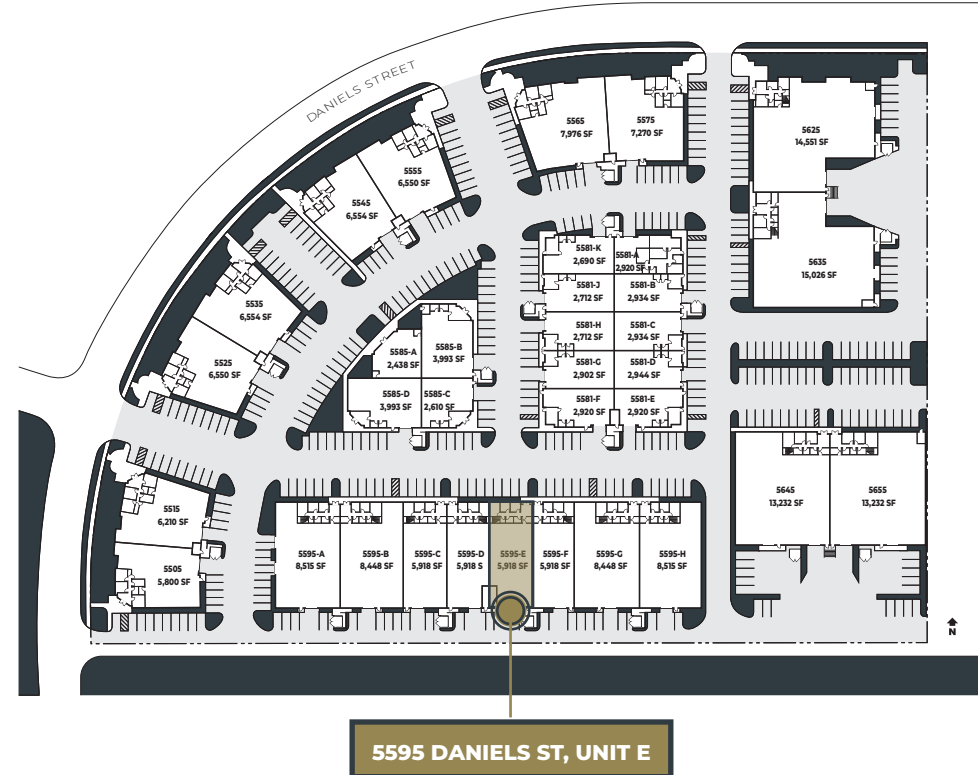 DANIELS STREET
5565
7,976 SF
5575
7,270 SF
5625
14,551 SF
5555
6,550 SF
5545
6,554 SF
5635
15,026 SF
5581-K
2,690 SF
5581-A
2,920 SF
5581-J
2,712 SF
5581-B
2,934 SF
5581-H
2,712 SF
5581-C
2,934 SF
5581-G
2,902 SF
5581-D
2,944 SF
5581-F
2,920 SF
5581-E
2,920 SF
5535
6,554 SF
5525
6,550 SF
5585-A
2,438 SF
5585-B
3,993 SF
5585-D
3,993 SF
5585-C
2,610 SF
5645
13,232 SF
5655
13,232 SF
5515
6,210 SF
5505
5,800 SF
5595-A
8,515 SF
5595-B
8,448 SF
5595-C
5,918 SF
5595-D
5,918 S
5595-E
5,918 SF
5595-F
5,918 SF
5595-G
8,448 SF
5595-H
8,515 SF
N
5595 DANIELS ST, UNIT E